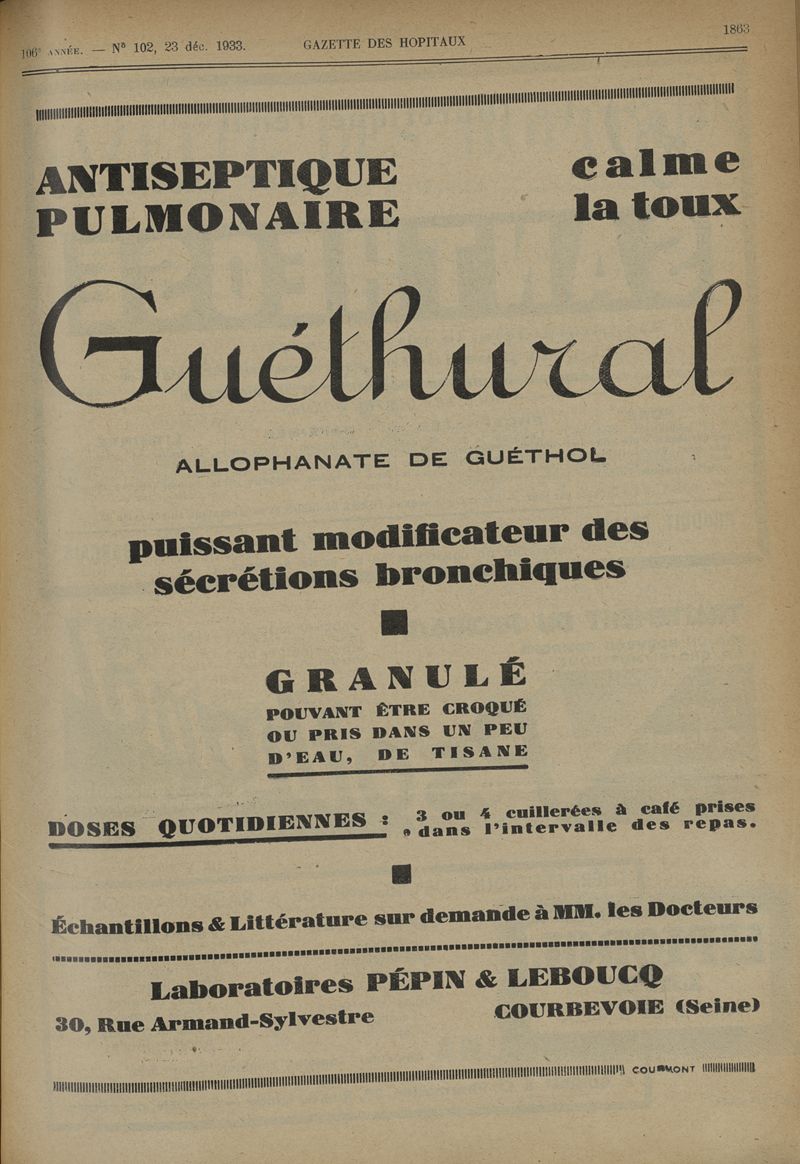 106e ANNÉE. — No 102, 23 déc. 1933. GAZETTE DES HOPITAUX 1863
ANTISEPTIQUE calme
PULMONAIRE la toux
Guéthural
ALLOPHANATE DE GUÉTHOL
puissant modificateur des
sécrétions bronchiques
GRANULÉ
POUVANT ÊTRE CROQUÉ
OU PRIS DANS UN PEU
D'EAU, DE TISANE
DOSES QUOTIDIENNES : 3 ou 4 cuillerées à café prises
dans l'intervalle des repas.
Échantillons & Littérature sur demande à MM. les Docteurs
Laboratoires PÉPIN & LEBOUCQ
30, Rue Armand-Sylvestre COURBEVOIE (Seine)
COURMONT